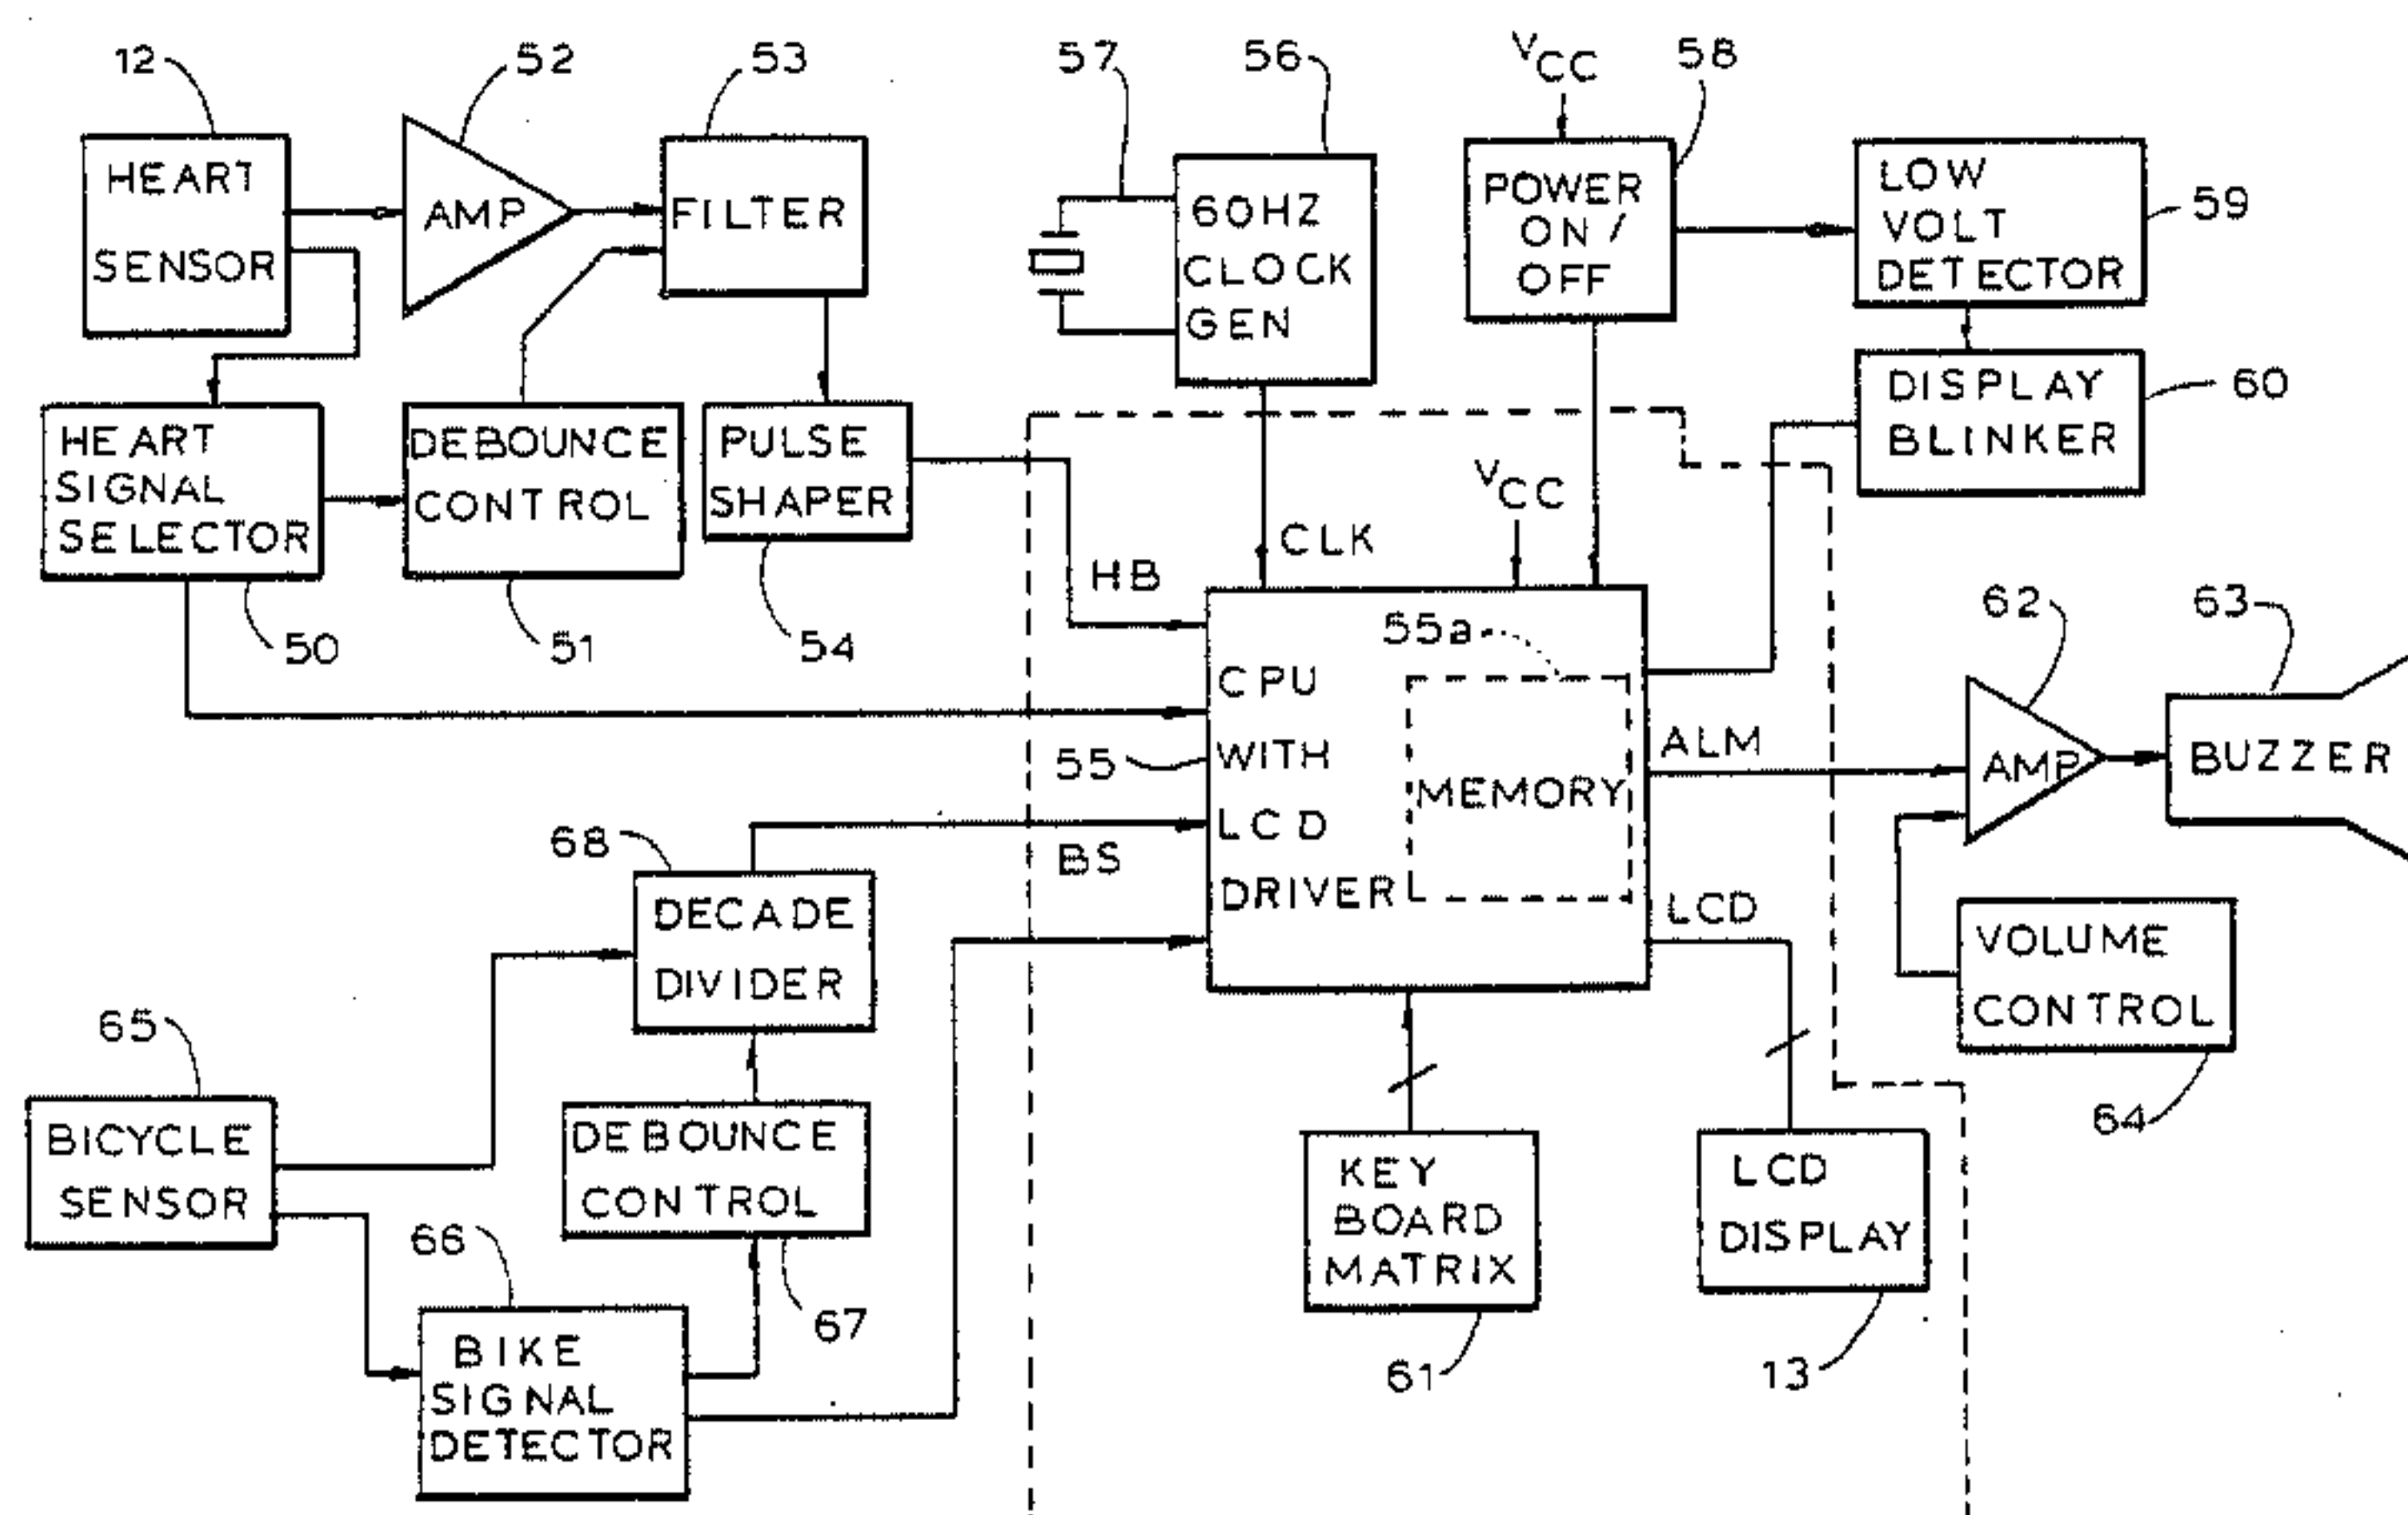 12
52
53
57
56
VCC
58
HEART
SENSOR
AMP
FILTER
60HZ
CLOCK
GEN
POWER
ON /
OFF
LOW
VOLT
DETECTOR
59
HEART
SIGNAL
SELECTOR
DEBOUNCE
CONTROL
PULSE
SHAPER
DISPLAY
BLINKER
60
VCC
CLK
HB
50
51
54
55a
62
63
CPU
WITH
LCD
DRIVER
55
MEMORY
ALM
AMP
BUZZER
68
BS
LCD
DECADE
DIVIDER
VOLUME
CONTROL
64
65
BICYCLE
SENSOR
DEBOUNCE
CONTROL
KEY
BOARD
MATRIX
LCD
DISPLAY
66
67
61
13
BIKE
SIGNAL
DETECTOR